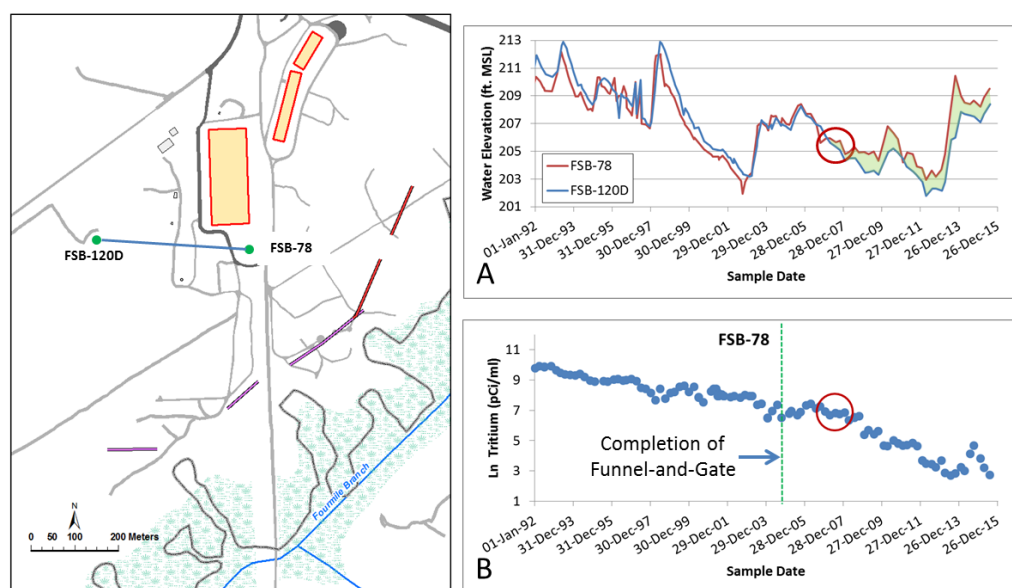 FSB-120D
FSB-78
Fourmile Branch
N
0 50 100 200 Meters
Water Elevation (ft. MSL)
213
211
209
207
205
203
201
FSB-78
FSB-120D
01-Jan-92
31-Dec-93
31-Dec-95
30-Dec-97
30-Dec-99
29-Dec-01
29-Dec-03
28-Dec-05
28-Dec-07
27-Dec-09
27-Dec-11
26-Dec-13
26-Dec-15
Sample Date
A
FSB-78
Ln Tritium (pCi/ml)
11
9
7
5
3
1
Completion of
Funnel-and-Gate
01-Jan-92
31-Dec-93
31-Dec-95
30-Dec-97
30-Dec-99
29-Dec-01
29-Dec-03
28-Dec-05
28-Dec-07
27-Dec-09
27-Dec-11
26-Dec-13
26-Dec-15
Sample Date
B